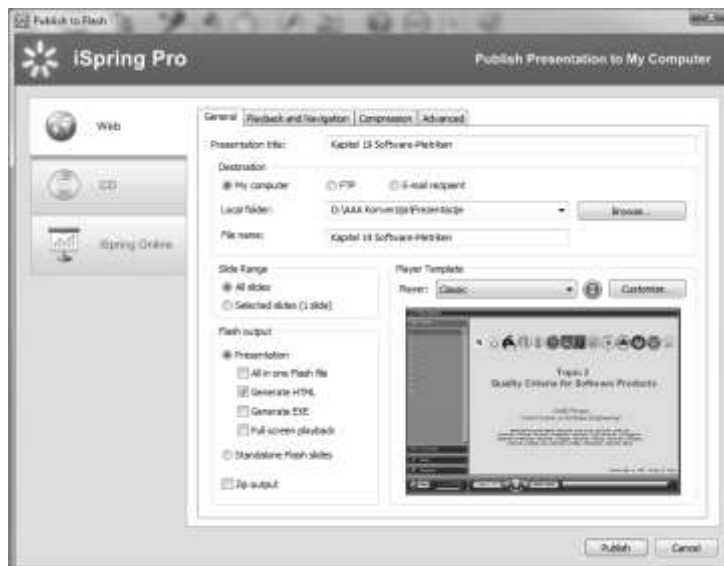 Publish to Flash
iSpring Pro
Publish Presentation to My Computer
Web
CD
iSpring Online
General
Playback and Navigation
Compression
Advanced
Presentation title:
Kapitel 19 Software-Metriken
Destination
My computer
FTP
E-mail recipient
Local folder:
D:\AAA Konverzija\Prezentacije
Browse...
File name:
Kapitel 19 Software-Metriken
Slide Range
All slides
Selected slides (1 slide)
Flash output
Presentation
All in one Flash file
Generate HTML
Generate EXE
Full screen playback
Standalone Flash slides
Zip output
Player Template
Player:
Classic
Customize...
Topic 2
Quality Criteria for Software Products
Publish
Cancel